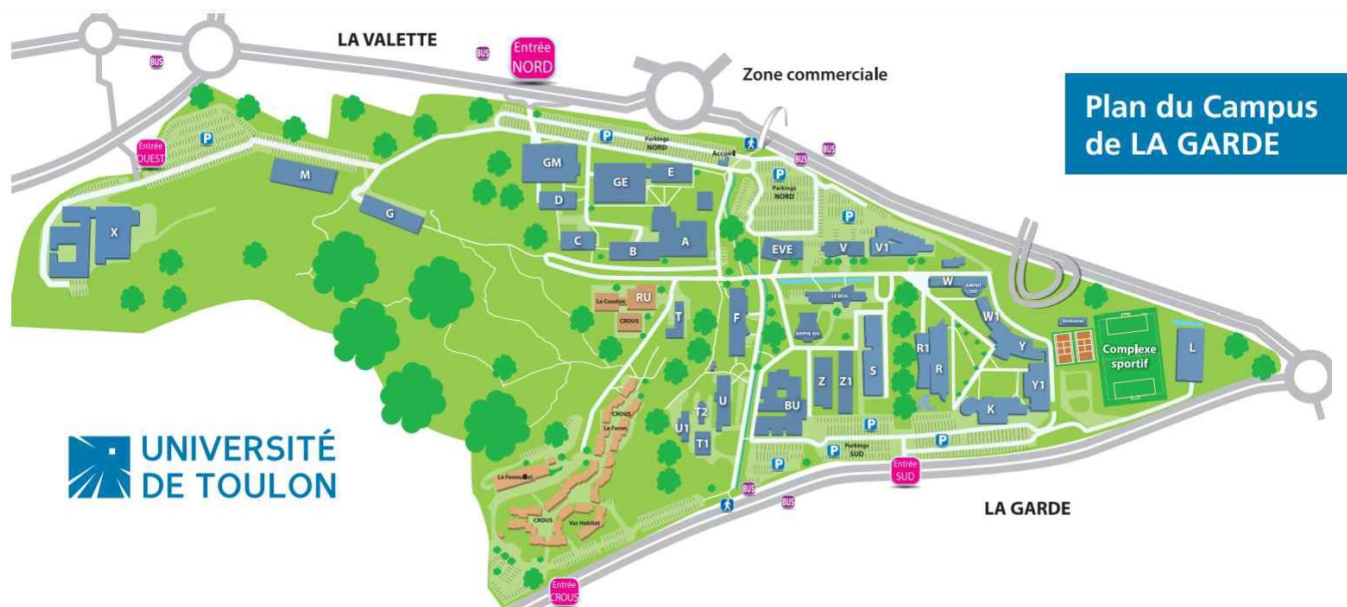 LA VALETTE
Entrée
NORD
BUS
BUS
Zone commerciale
Plan du Campus
de LA GARDE
Entrée
OUEST
P
P
Parkings
NORD
Accueil
BUS
BUS
P
Parkings
NORD
P
M
G
X
GM
GE
E
D
C
B
A
EVE
V
V1
W
W1
Le Coudon
RU
CROUS
T
F
R1
R
S
Y
Y1
K
Complexe
sportif
L
Z
Z1
BU
U
T2
U1
T1
CROUS
Le Fenouillet
CROUS
Var Habitat
P
P
Parkings
SUD
P
P
Entrée
SUD
BUS
BUS
LA GARDE
UNIVERSITÉ
DE TOULON
Entrée
CROUS